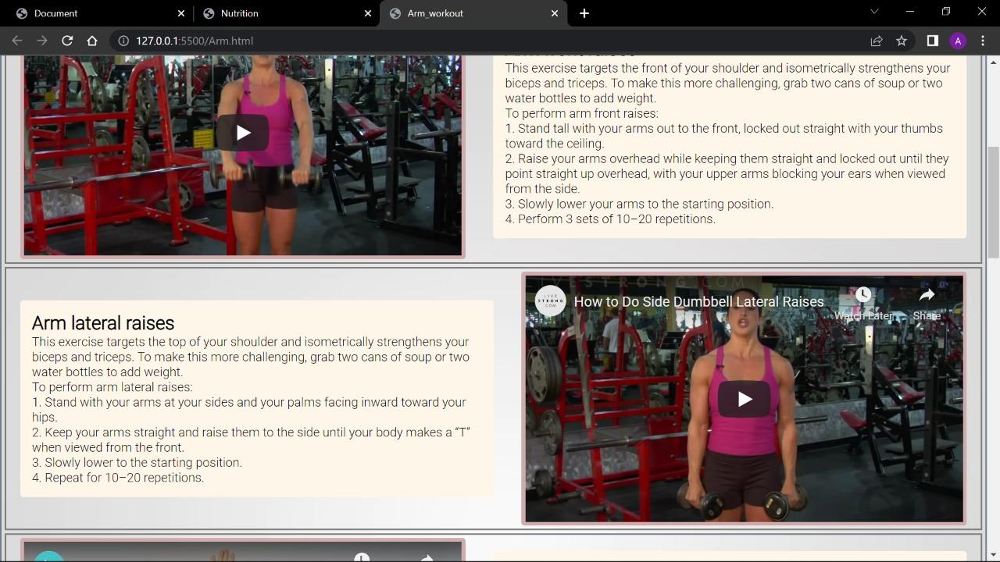 Document
Nutrition
Arm_workout
127.0.0.1:5500/Arm.html
A
This exercise targets the front of your shoulder and isometrically strengthens your
biceps and triceps. To make this more challenging, grab two cans of soup or two
water bottles to add weight.
To perform arm front raises:
1. Stand tall with your arms out to the front, locked out straight with your thumbs
toward the ceiling.
2. Raise your arms overhead while keeping them straight and locked out until they
point straight up overhead, with your upper arms blocking your ears when viewed
from the side.
3. Slowly lower your arms to the starting position.
4. Perform 3 sets of 10–20 repetitions.
Arm lateral raises
This exercise targets the top of your shoulder and isometrically strengthens your
biceps and triceps. To make this more challenging, grab two cans of soup or two
water bottles to add weight.
To perform arm lateral raises:
1. Stand with your arms at your sides and your palms facing inward toward your
hips.
2. Keep your arms straight and raise them to the side until your body makes a “T”
when viewed from the front.
3. Slowly lower to the starting position.
4. Repeat for 10–20 repetitions.
LIVESTRONG.COM
LIVE
STRONG
.COM
How to Do Side Dumbbell Lateral Raises
Watch Later
Share